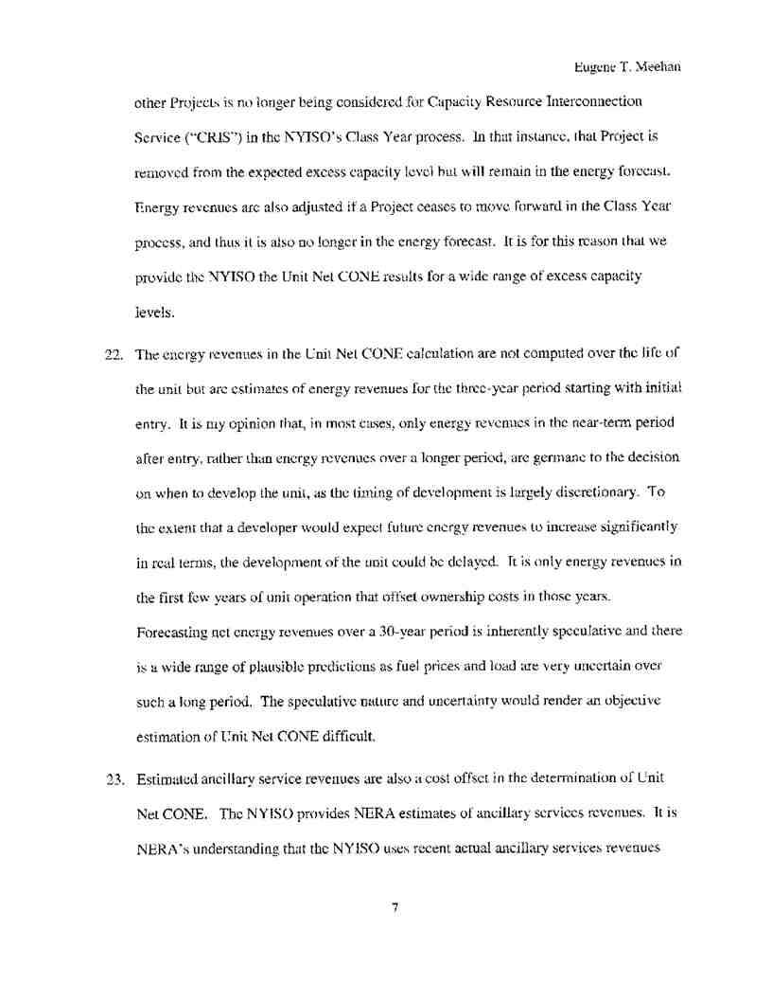 Eugene T. Meehan
other Projects is no longer being considered for Capacity Resource Interconnection
Service (“CRIS”) in the NYISO’s Class Year process.  In that instance, that Project is
removed from the expected excess capacity level but will remain in the energy forecast.
Energy revenues are also adjusted if a Project ceases to move forward in the Class Year
process, and thus it is also no longer in the energy forecast.  It is for this reason that we
provide the NYISO the Unit Net CONE results for a wide range of excess capacity
levels.
22.  The energy revenues in the Unit Net CONE calculation are not computed over the life of
the unit but are estimates of energy revenues for the three-year period starting with initial
entry.  It is my opinion that, in most cases, only energy revenues in the near-term period
after entry, rather than energy revenues over a longer period, are germane to the decision
on when to develop the unit, as the timing of development is largely discretionary.  To
the extent that a developer would expect future energy revenues to increase significantly
in real terms, the development of the unit could be delayed.  It is only energy revenues in
the first few years of unit operation that offset ownership costs in those years.
Forecasting net energy revenues over a 30-year period is inherently speculative and there
is a wide range of plausible predictions as fuel prices and load are very uncertain over
such a long period.  The speculative nature and uncertainty would render an objective
estimation of Unit Net CONE difficult.
23.  Estimated ancillary service revenues are also a cost offset in the determination of Unit
Net CONE.  The NYISO provides NERA estimates of ancillary services revenues.  It is
NERA’s understanding that the NYISO uses recent actual ancillary services revenues
7